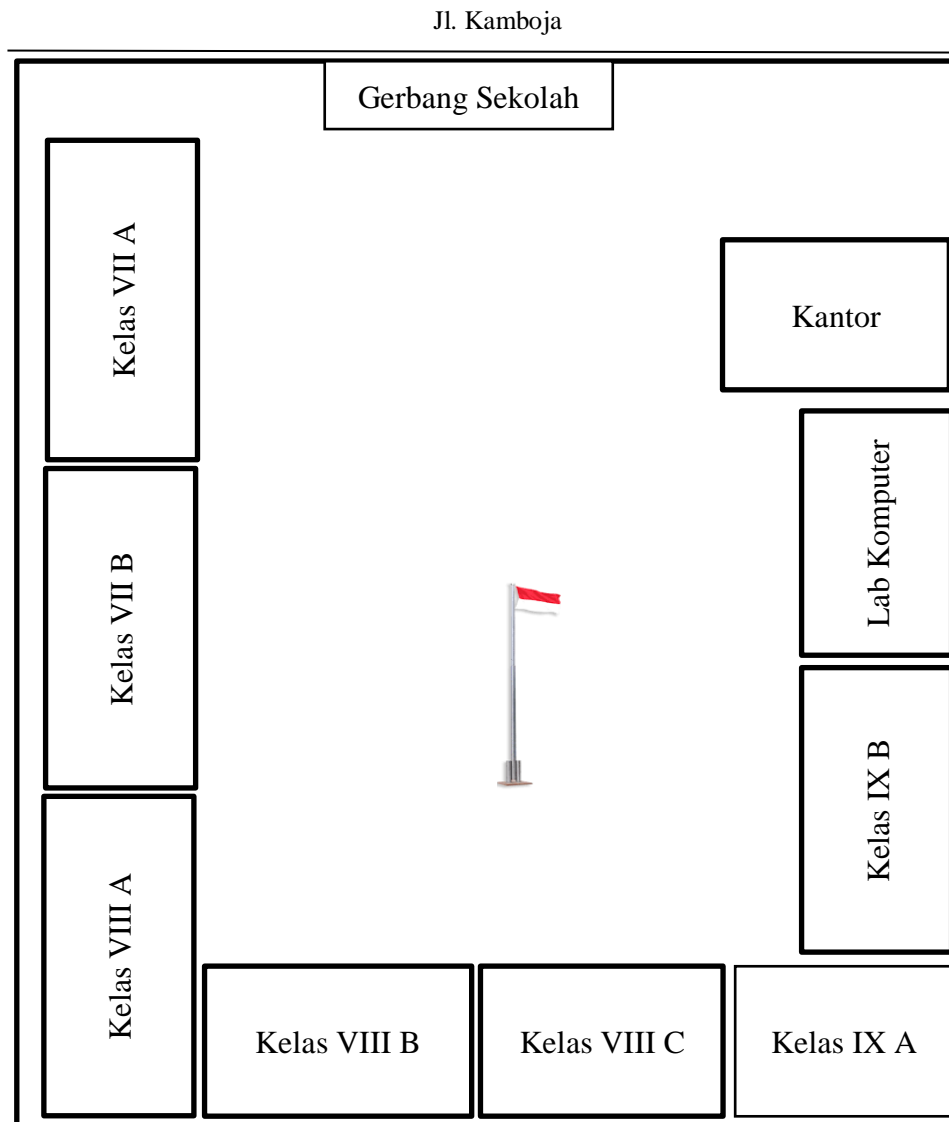 Jl. Kamboja
Gerbang Sekolah
Kelas VII A
Kantor
Lab Komputer
Kelas VII B
Kelas IX B
Kelas VIII A
Kelas VIII B
Kelas VIII C
Kelas IX A